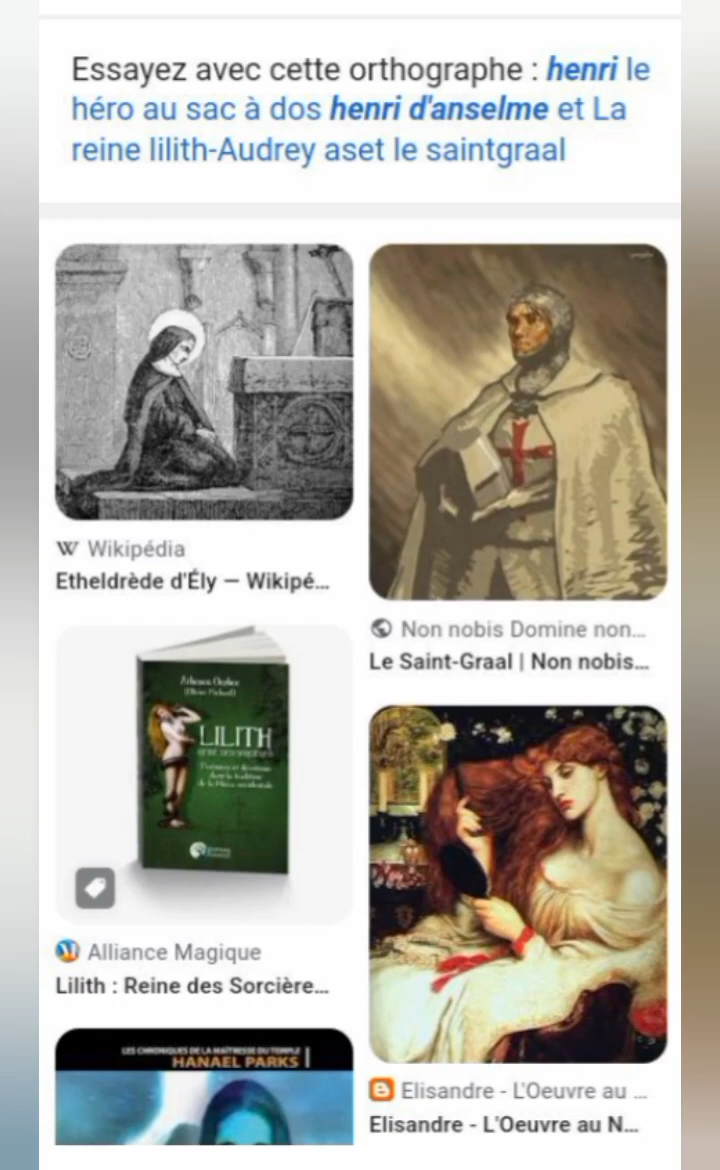 Essayez avec cette orthographe : henri le
héro au sac à dos henri d'anselme et La
reine lilith-Audrey aset le saintgraal
W Wikipédia
Etheldrède d'Ély — Wikipé...
Non nobis Domine non...
Le Saint-Graal | Non nobis...
LILITH
Alliance Magique
Lilith : Reine des Sorcière...
Elisandre - L'Oeuvre au ...
Elisandre - L'Oeuvre au N...
LES CHRONIQUES DE LA MAÎTRESSE DU TEMPLE
HANAEL PARKS